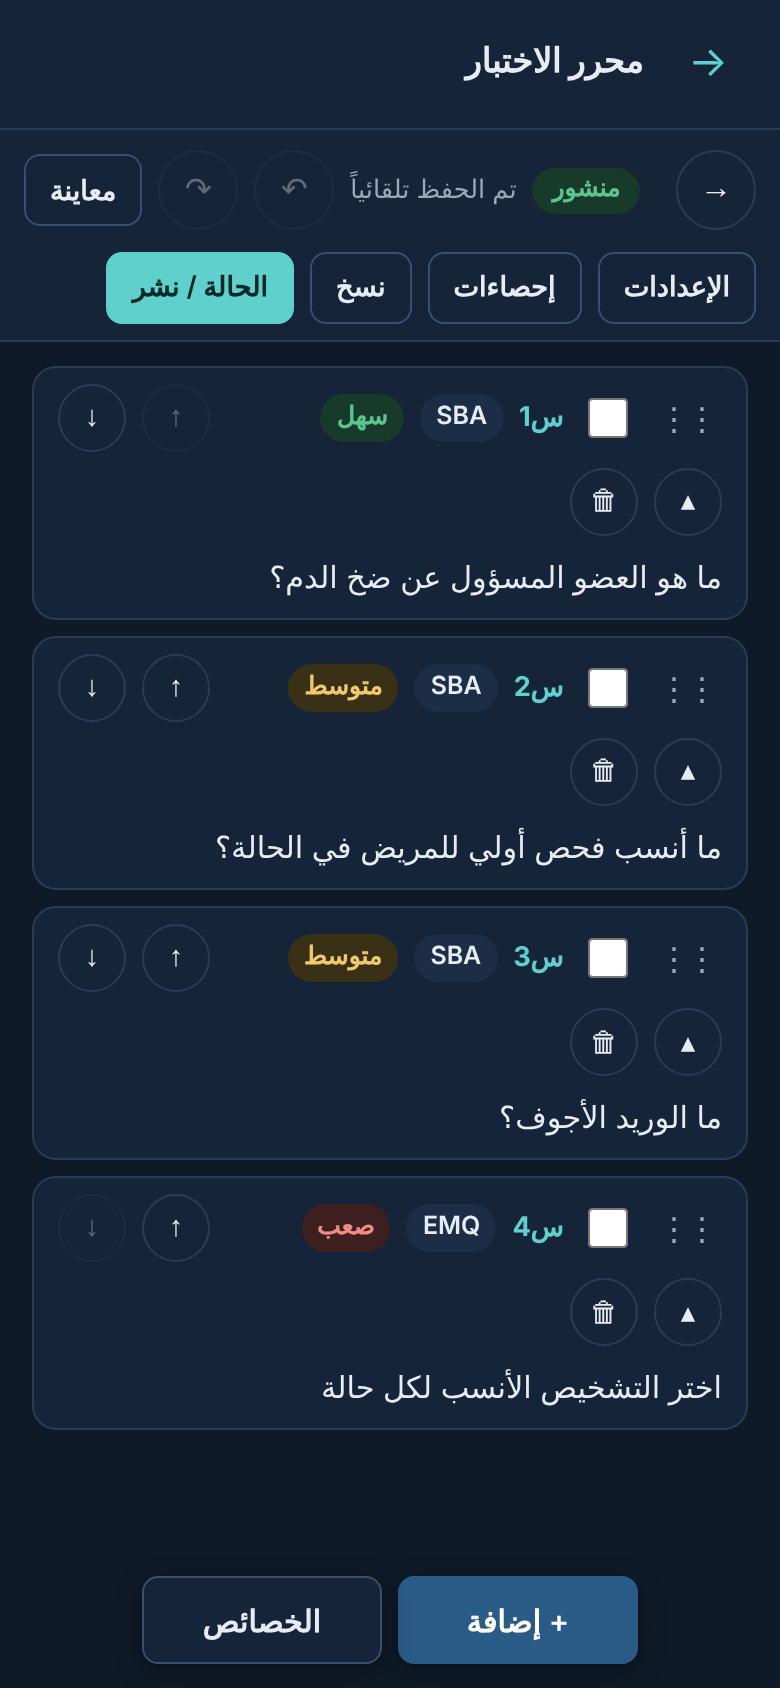 محرر الاختبار
منشور تم الحفظ تلقائياً معاينة
الإعدادات إحصاءات نسخ الحالة / نشر
س1 SBA سهل
ما هو العضو المسؤول عن ضخ الدم؟
س2 SBA متوسط
ما أنسب فحص أولي للمريض في الحالة؟
س3 SBA متوسط
ما الوريد الأجوف؟
س4 EMQ صعب
اختر التشخيص الأنسب لكل حالة
+ إضافة الخصائص